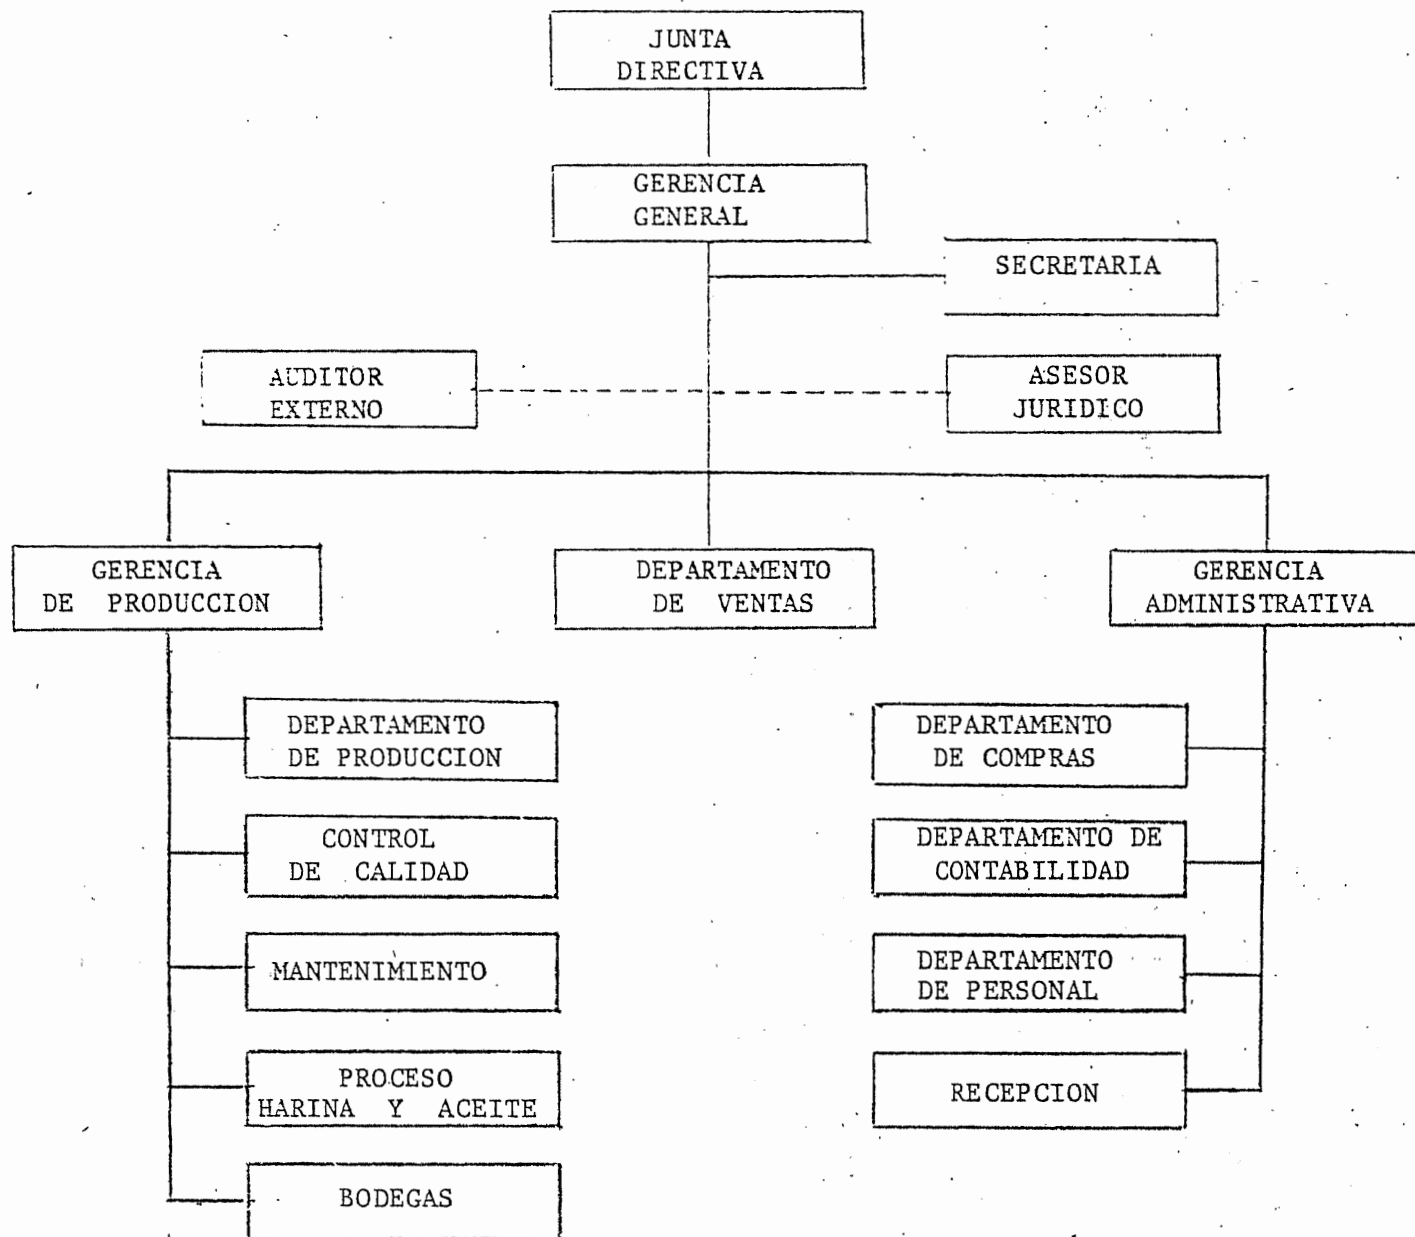 JUNTA
DIRECTIVA
GERENCIA
GENERAL
SECRETARIA
AUDITOR
EXTERNO
ASESOR
JURIDICO
GERENCIA
DE PRODUCCION
DEPARTAMENTO
DE VENTAS
GERENCIA
ADMINISTRATIVA
DEPARTAMENTO
DE PRODUCCION
CONTROL
DE CALIDAD
MANTENIMIENTO
PROCESO
HARINA Y ACEITE
BODEGAS
DEPARTAMENTO
DE COMPRAS
DEPARTAMENTO DE
CONTABILIDAD
DEPARTAMENTO
DE PERSONAL
RECEPCION